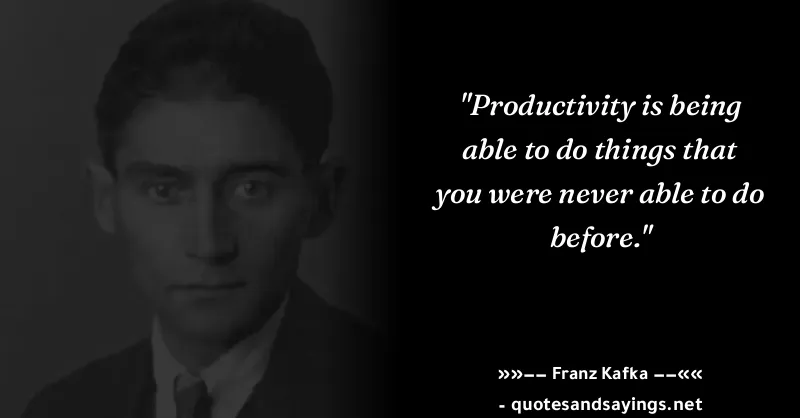 "Productivity is being
able to do things that
you were never able to do
before."
»»–– Franz Kafka ––««
- quotesandsayings.net